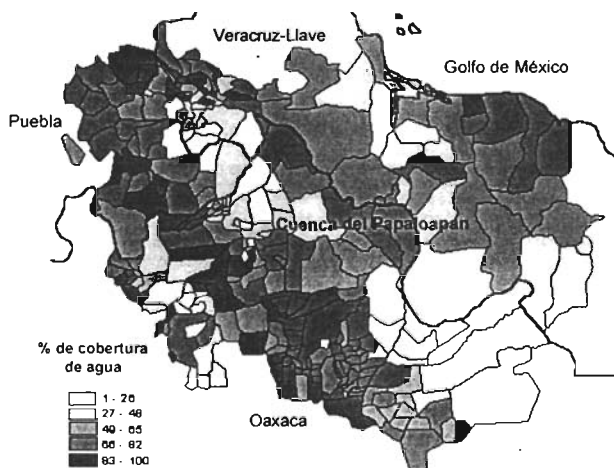 Veracruz-Llave
Golfo de México
Puebla
Cuenca del Papaloapan
% de cobertura
de agua
1 - 26
27 - 48
49 - 65
66 - 82
83 - 100
Oaxaca